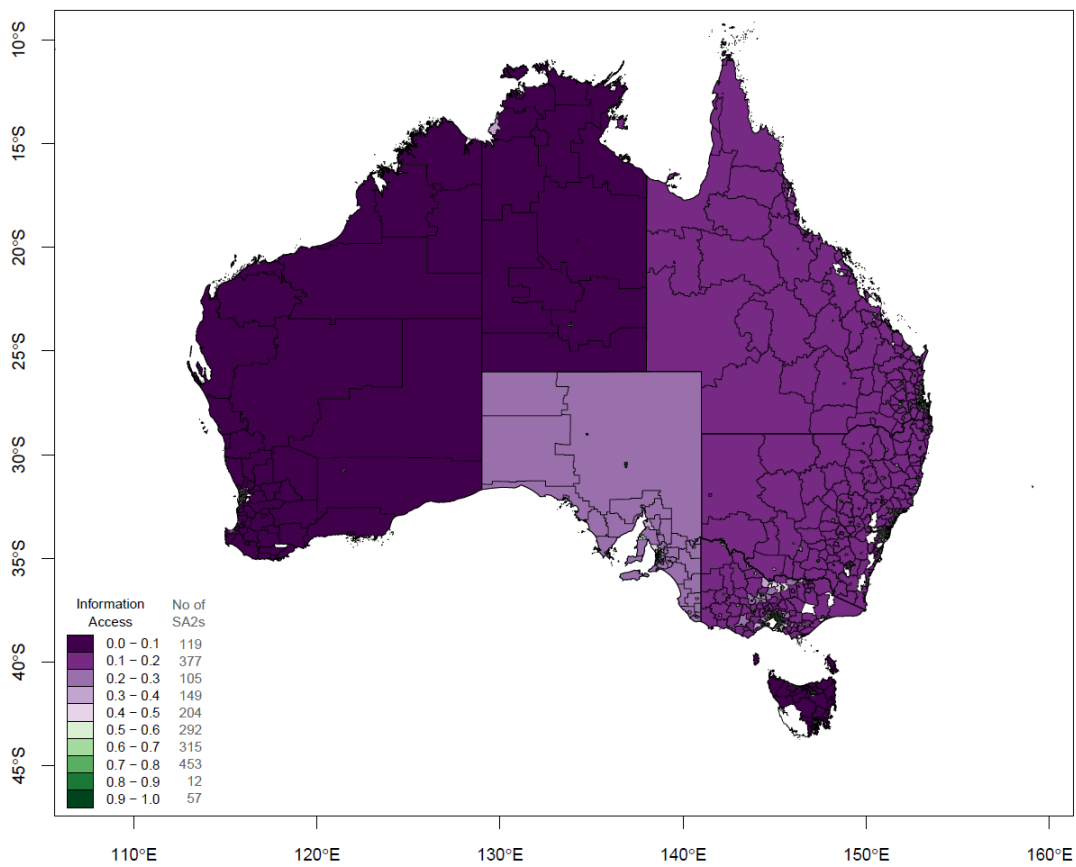 10°S
15°S
20°S
25°S
30°S
35°S
40°S
45°S
Information Access No of SA2s
0.0 − 0.1 119
0.1 − 0.2 377
0.2 − 0.3 105
0.3 − 0.4 149
0.4 − 0.5 204
0.5 − 0.6 292
0.6 − 0.7 315
0.7 − 0.8 453
0.8 − 0.9 12
0.9 − 1.0 57
110°E 120°E 130°E 140°E 150°E 160°E